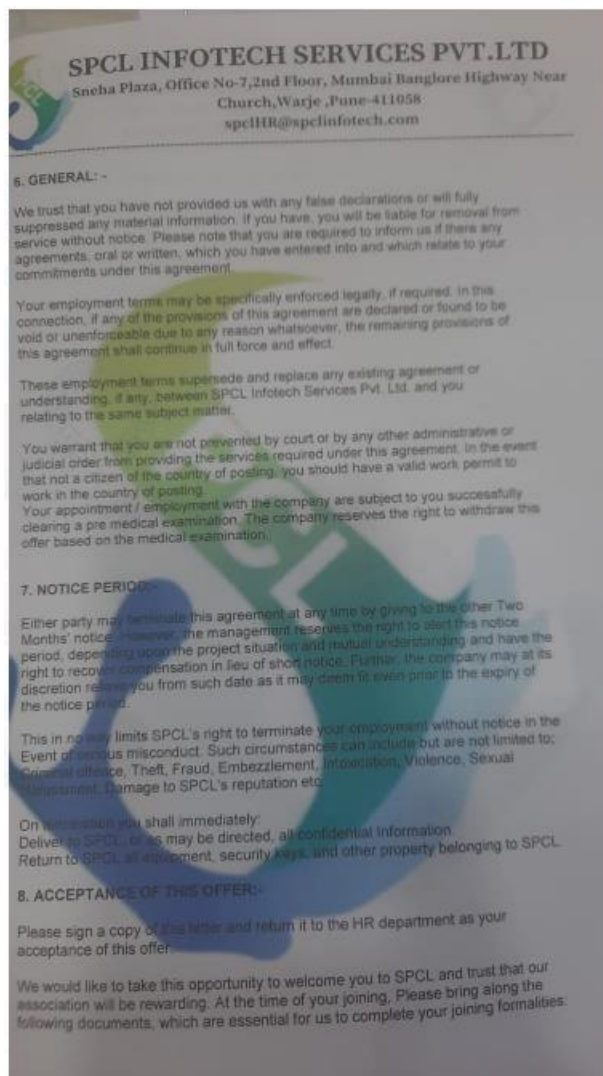 SPCL INFOTECH SERVICES PVT.LTD
Sneha Plaza, Office No-7,2nd Floor, Mumbai Banglore Highway Near
Church,Warje ,Pune-411058
spclHR@spclinfotech.com
6. GENERAL: -
We trust that you have not provided us with any false declarations or will fully
suppressed any material information. If you have, you will be liable for removal from
service without notice. Please note that you are required to inform us if there any
agreements, oral or written, which you have entered into and which relate to your
commitments under this agreement.
Your employment terms may be specifically enforced legally, if required. In this
connection, if any of the provisions of this agreement are declared or found to be
void or unenforceable due to any reason whatsoever, the remaining provisions of
this agreement shall continue in full force and effect.
These employment terms supersede and replace any existing agreement or
understanding, if any, between SPCL Infotech Services Pvt. Ltd. and you
relating to the same subject matter.
You warrant that you are not prevented by court or by any other administrative or
judicial order from providing the services required under this agreement. In the event
that not a citizen of the country of posting, you should have a valid work permit to
work in the country of posting.
Your appointment / employment with the company are subject to you successfully
clearing a pre medical examination. The company reserves the right to withdraw this
offer based on the medical examination.
7. NOTICE PERIOD:-
Either party may terminate this agreement at any time by giving to the other Two
Months' notice. However, the management reserves the right to alert this notice
period, depending upon the project situation and mutual understanding and have the
right to recover compensation in lieu of short notice. Further, the company may at its
discretion relieve you from such date as it may deem fit even prior to the expiry of
the notice period.
This in no way limits SPCL's right to terminate your employment without notice in the
Event of serious misconduct. Such circumstances can include but are not limited to;
Criminal offence, Theft, Fraud, Embezzlement, Intoxication, Violence, Sexual
Harassment, Damage to SPCL's reputation etc.
On you shall immediately:
Deliver to SPCL, or as may be directed, all confidential Information.
Return to SPCL all equipment, security keys, and other property belonging to SPCL.
8. ACCEPTANCE OF THIS OFFER:-
Please sign a copy of this letter and return it to the HR department as your
acceptance of this offer.
We would like to take this opportunity to welcome you to SPCL and trust that our
association will be rewarding. At the time of your joining, Please bring along the
following documents, which are essential for us to complete your joining formalities: